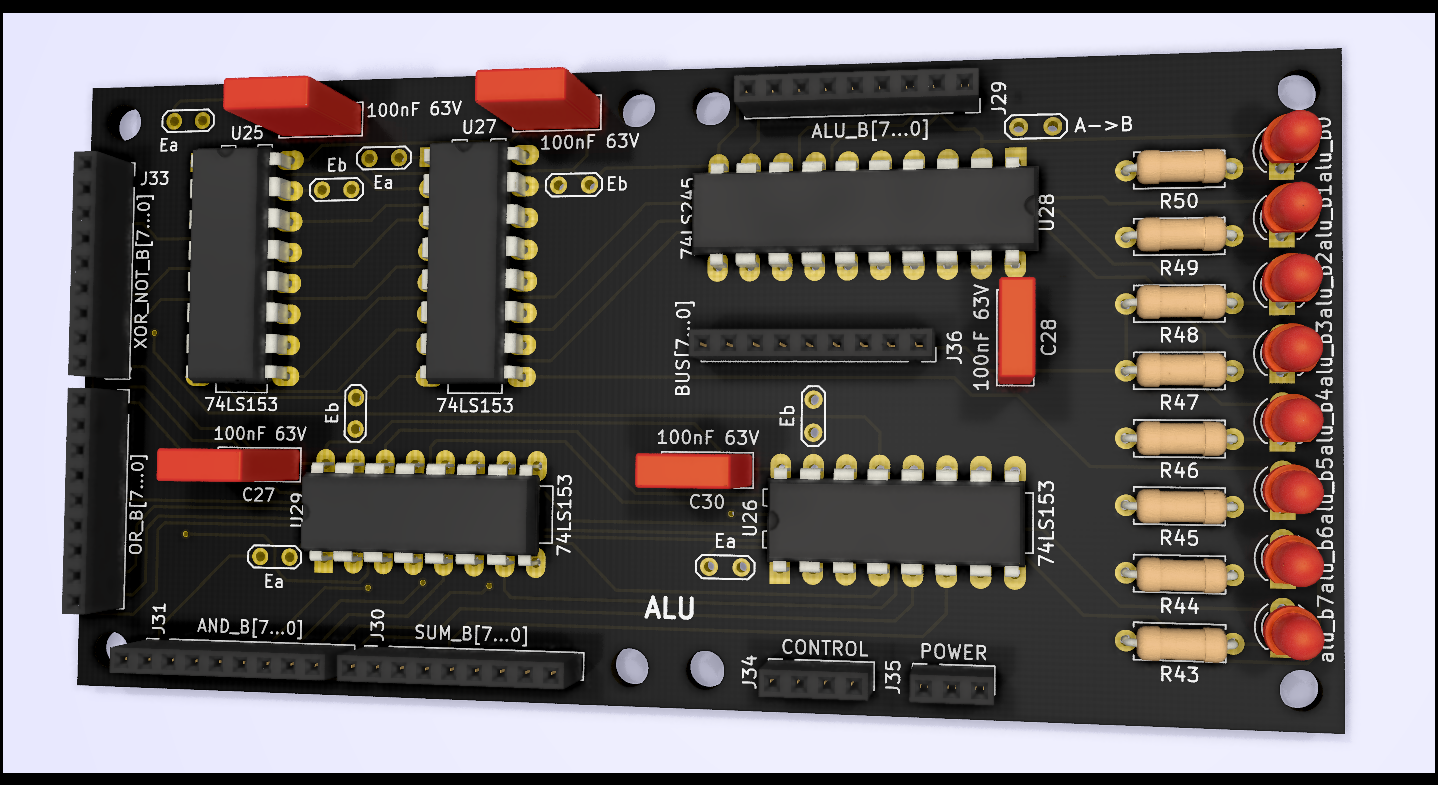 100nF 63V
U25
Ea
J33
XOR_NOT_B[7...0]
Eb
Ea
U27
100nF 63V
Eb
ALU_B[7...0]
J29
A->B
74LS245
U28
BUS[7...0]
J36
100nF 63V
C28
74LS153
74LS153
Eb
100nF 63V
C27
OR_B[7...0]
U29
74LS153
Ea
100nF 63V
C30
Eb
U26
Ea
74LS153
ALU
J31
AND_B[7...0]
J30
SUM_B[7...0]
J34
CONTROL
J35
POWER
R50
R49
R48
R47
R46
R45
R44
R43
alu_b0
alu_b1
alu_b2
alu_b3
alu_b4
alu_b5
alu_b6
alu_b7